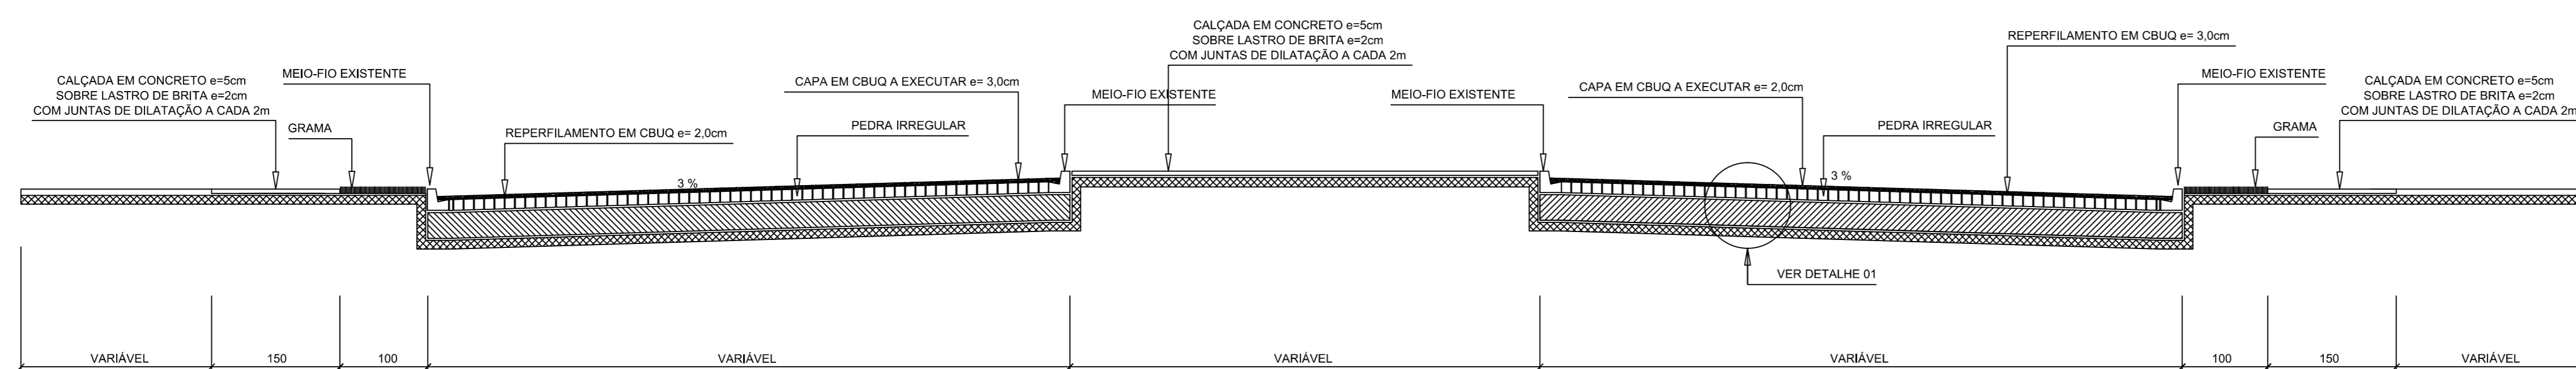 CALÇADA EM CONCRETO e=5cm
SOBRE LASTRO DE BRITA e=2cm
COM JUNTAS DE DILATAÇÃO A CADA 2m
MEIO-FIO EXISTENTE
GRAMA
REPERFILAMENTO EM CBUQ e= 2,0cm
CAPA EM CBUQ A EXECUTAR e= 3,0cm
PEDRA IRREGULAR
3 %
MEIO-FIO EXISTENTE
CALÇADA EM CONCRETO e=5cm
SOBRE LASTRO DE BRITA e=2cm
COM JUNTAS DE DILATAÇÃO A CADA 2m
MEIO-FIO EXISTENTE
CAPA EM CBUQ A EXECUTAR e= 2,0cm
PEDRA IRREGULAR
3 %
REPERFILAMENTO EM CBUQ e= 3,0cm
MEIO-FIO EXISTENTE
GRAMA
CALÇADA EM CONCRETO e=5cm
SOBRE LASTRO DE BRITA e=2cm
COM JUNTAS DE DILATAÇÃO A CADA 2m
VER DETALHE 01
VARIÁVEL
150
100
VARIÁVEL
VARIÁVEL
VARIÁVEL
100
150
VARIÁVEL